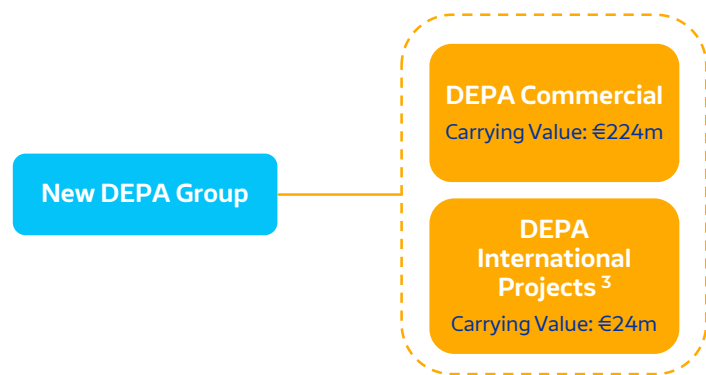 New DEPA Group
DEPA Commercial
Carrying Value: €224m
DEPA
International
Projects ³
Carrying Value: €24m